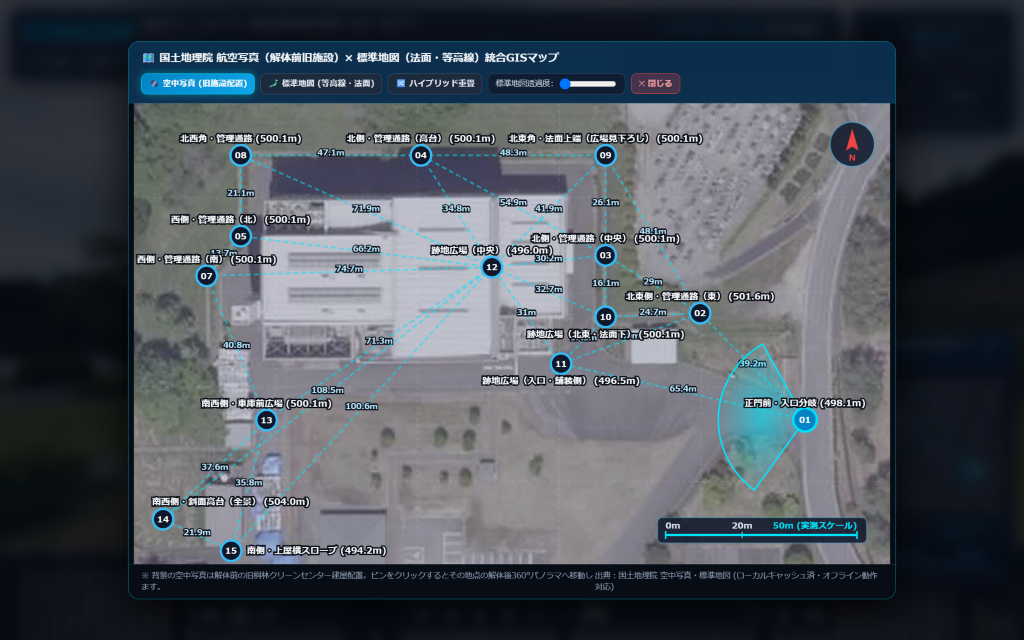 国土地理院 航空写真（解体前旧施設）× 標準地図（法面・等高線）統合GISマップ
空中写真 (旧施設配置)
標準地図 (等高線・法面)
ハイブリッド重畳
標準地図透過度:
× 閉じる
北西角・管理通路 (500.1m)
北側・管理通路（高台） (500.1m)
北東角・法面上端（広場見下ろし） (500.1m)
N
08
47.1m
04
48.3m
09
21.1m
71.9m
34.8m
54.9m
41.9m
26.1m
西側・管理通路（北） (500.1m)
05
66.2m
48.1m
北側・管理通路（中央） (500.1m)
跡地広場（中央） (496.0m)
30.2m
03
13.7m
西側・管理通路（南） (500.1m)
07
74.7m
12
32.7m
16.1m
29m
北東側・管理通路（東） (501.6m)
31m
10
24.7m
02
跡地広場（北東・法面下） (500.1m)
40.8m
71.3m
11
39.2m
跡地広場（入口・舗装側） (496.5m)
65.4m
108.5m
100.6m
南西側・車庫前広場 (500.1m)
13
正門前・入口分岐 (498.1m)
01
37.6m
35.8m
南西側・斜面高台（全景） (504.0m)
14
21.9m
15
南側・上屋横スロープ (494.2m)
0m
20m
50m (実測スケール)
※ 背景の空中写真は解体前の旧桐林クリーンセンター建屋配置。ピンをクリックするとその地点の解体後360°パノラマへ移動します。
出典：国土地理院 空中写真・標準地図 (ローカルキャッシュ済・オフライン動作対応)